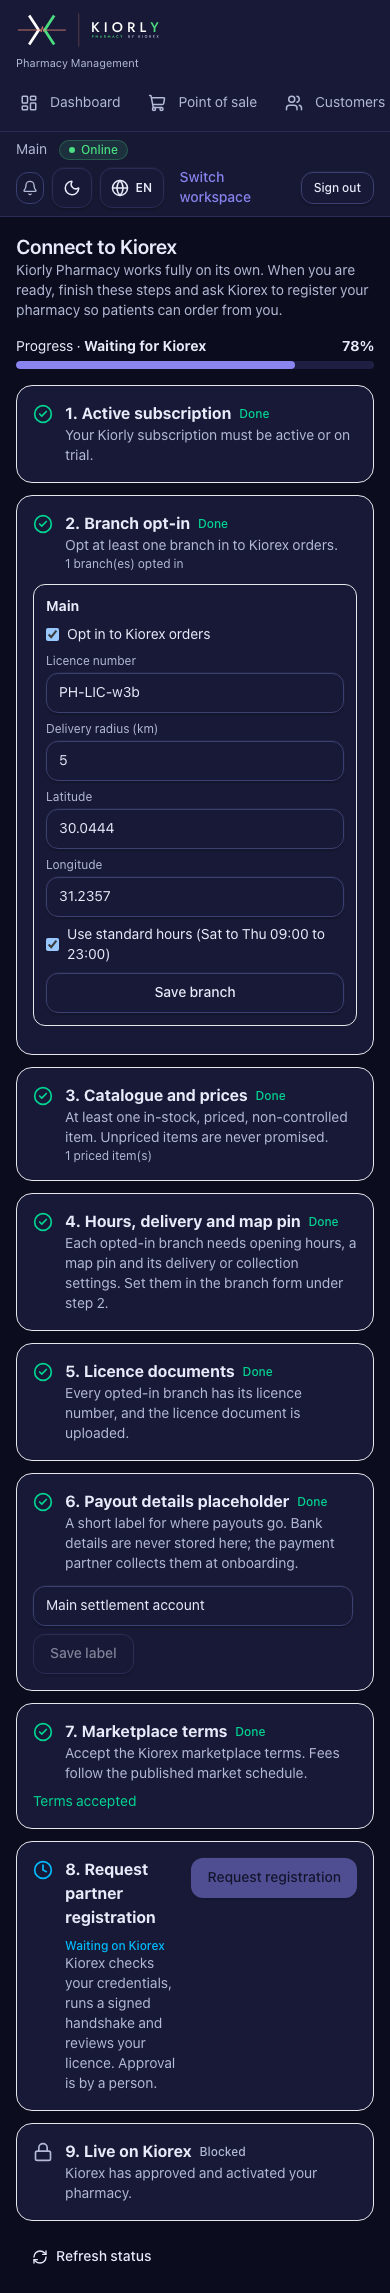 KIORLY
PHARMACY BY KIOREX
Pharmacy Management
Dashboard
Point of sale
Customers
Main
Online
EN
Switch
workspace
Sign out
Connect to Kiorex
Kiorly Pharmacy works fully on its own. When you are
ready, finish these steps and ask Kiorex to register your
pharmacy so patients can order from you.
Progress · Waiting for Kiorex
78%
1. Active subscription Done
Your Kiorly subscription must be active or on
trial.
2. Branch opt-in Done
Opt at least one branch in to Kiorex orders.
1 branch(es) opted in
Main
Opt in to Kiorex orders
Licence number
PH-LIC-w3b
Delivery radius (km)
5
Latitude
30.0444
Longitude
31.2357
Use standard hours (Sat to Thu 09:00 to
23:00)
Save branch
3. Catalogue and prices Done
At least one in-stock, priced, non-controlled
item. Unpriced items are never promised.
1 priced item(s)
4. Hours, delivery and map pin Done
Each opted-in branch needs opening hours, a
map pin and its delivery or collection
settings. Set them in the branch form under
step 2.
5. Licence documents Done
Every opted-in branch has its licence
number, and the licence document is
uploaded.
6. Payout details placeholder Done
A short label for where payouts go. Bank
details are never stored here; the payment
partner collects them at onboarding.
Main settlement account
Save label
7. Marketplace terms Done
Accept the Kiorex marketplace terms. Fees
follow the published market schedule.
Terms accepted
8. Request
partner
registration
Waiting on Kiorex
Kiorex checks
your credentials,
runs a signed
handshake and
reviews your
licence. Approval
is by a person.
Request registration
9. Live on Kiorex Blocked
Kiorex has approved and activated your
pharmacy.
Refresh status